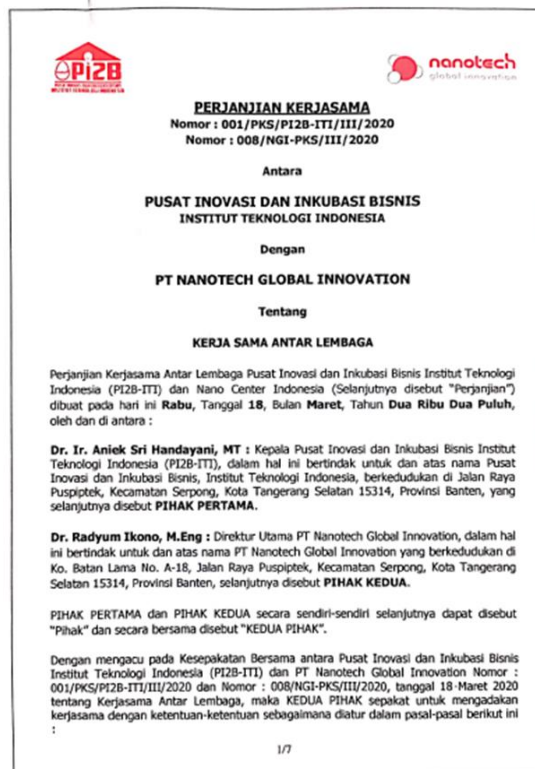 PI2B
nanotech
global innovation
PERJANJIAN KERJASAMA
Nomor : 001/PKS/PI2B-ITI/III/2020
Nomor : 008/NGI-PKS/III/2020
Antara
PUSAT INOVASI DAN INKUBASI BISNIS
INSTITUT TEKNOLOGI INDONESIA
Dengan
PT NANOTECH GLOBAL INNOVATION
Tentang
KERJA SAMA ANTAR LEMBAGA
Perjanjian Kerjasama Antar Lembaga Pusat Inovasi dan Inkubasi Bisnis Institut Teknologi
Indonesia (PI2B-ITI) dan Nano Center Indonesia (Selanjutnya disebut "Perjanjian")
dibuat pada hari ini Rabu, Tanggal 18, Bulan Maret, Tahun Dua Ribu Dua Puluh,
oleh dan di antara :
Dr. Ir. Aniek Sri Handayani, MT : Kepala Pusat Inovasi dan Inkubasi Bisnis Institut
Teknologi Indonesia (PI2B-ITI), dalam hal ini bertindak untuk dan atas nama Pusat
Inovasi dan Inkubasi Bisnis, Institut Teknologi Indonesia, berkedudukan di Jalan Raya
Puspiptek, Kecamatan Serpong, Kota Tangerang Selatan 15314, Provinsi Banten, yang
selanjutnya disebut PIHAK PERTAMA.
Dr. Radyum Ikono, M.Eng : Direktur Utama PT Nanotech Global Innovation, dalam hal
ini bertindak untuk dan atas nama PT Nanotech Global Innovation yang berkedudukan di
Ko. Batan Lama No. A-18, Jalan Raya Puspiptek, Kecamatan Serpong, Kota Tangerang
Selatan 15314, Provinsi Banten, selanjutnya disebut PIHAK KEDUA.
PIHAK PERTAMA dan PIHAK KEDUA secara sendiri-sendiri selanjutnya dapat disebut
"Pihak" dan secara bersama disebut "KEDUA PIHAK".
Dengan mengacu pada Kesepakatan Bersama antara Pusat Inovasi dan Inkubasi Bisnis
Institut Teknologi Indonesia (PI2B-ITI) dan PT Nanotech Global Innovation Nomor :
001/PKS/PI2B-ITI/III/2020 dan Nomor : 008/NGI-PKS/III/2020, tanggal 18 Maret 2020
tentang Kerjasama Antar Lembaga, maka KEDUA PIHAK sepakat untuk mengadakan
kerjasama dengan ketentuan-ketentuan sebagaimana diatur dalam pasal-pasal berikut ini
:
1/7